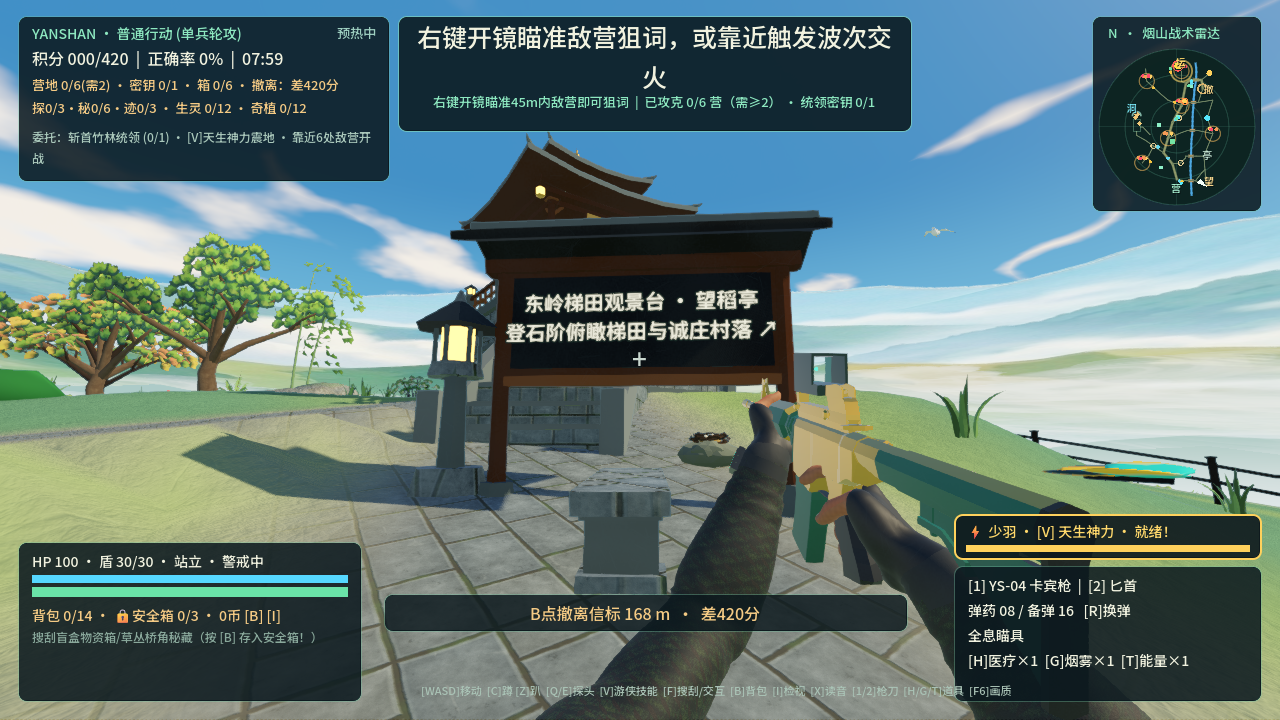 YANSHAN · 普通行动 (单兵轮攻) 预热中
积分 000/420 | 正确率 0% | 07:59
营地 0/6(需2) · 密钥 0/1 · 箱 0/6 · 撤离：差420分
探0/3·秘0/6·迹0/3 · 生灵 0/12 · 奇植 0/12
委托：斩首竹林统领 (0/1) · [V]天生神力震地 · 靠近6处敌营开
战
右键开镜瞄准敌营狙词，或靠近触发波次交
火
右键开镜瞄准45m内敌营即可狙词 | 已攻克 0/6 营（需≥2） · 统领密钥 0/1
N · 烟山战术雷达
坛
撤
洞
亭
营
望
东岭梯田观景台 · 望稻亭
登石阶俯瞰梯田与诚庄村落 ↗
HP 100 · 盾 30/30 · 站立 · 警戒中
背包 0/14 · 🔒安全箱 0/3 · 0币 [B] [I]
搜刮盲盒物资箱/草丛桥角秘藏（按 [B] 存入安全箱！）
B点撤离信标 168 m · 差420分
⚡ 少羽 · [V] 天生神力 · 就绪!
[1] YS-04 卡宾枪 | [2] 匕首
弹药 08 / 备弹 16 [R]换弹
全息瞄具
[H]医疗×1 [G]烟雾×1 [T]能量×1
[WASD]移动 [C]蹲 [Z]趴 [Q/E]探头 [V]游侠技能 [F]搜刮/交互 [B]背包 [I]检视 [X]读音 [1/2]枪刀 [H/G/T]道具 [F6]画质